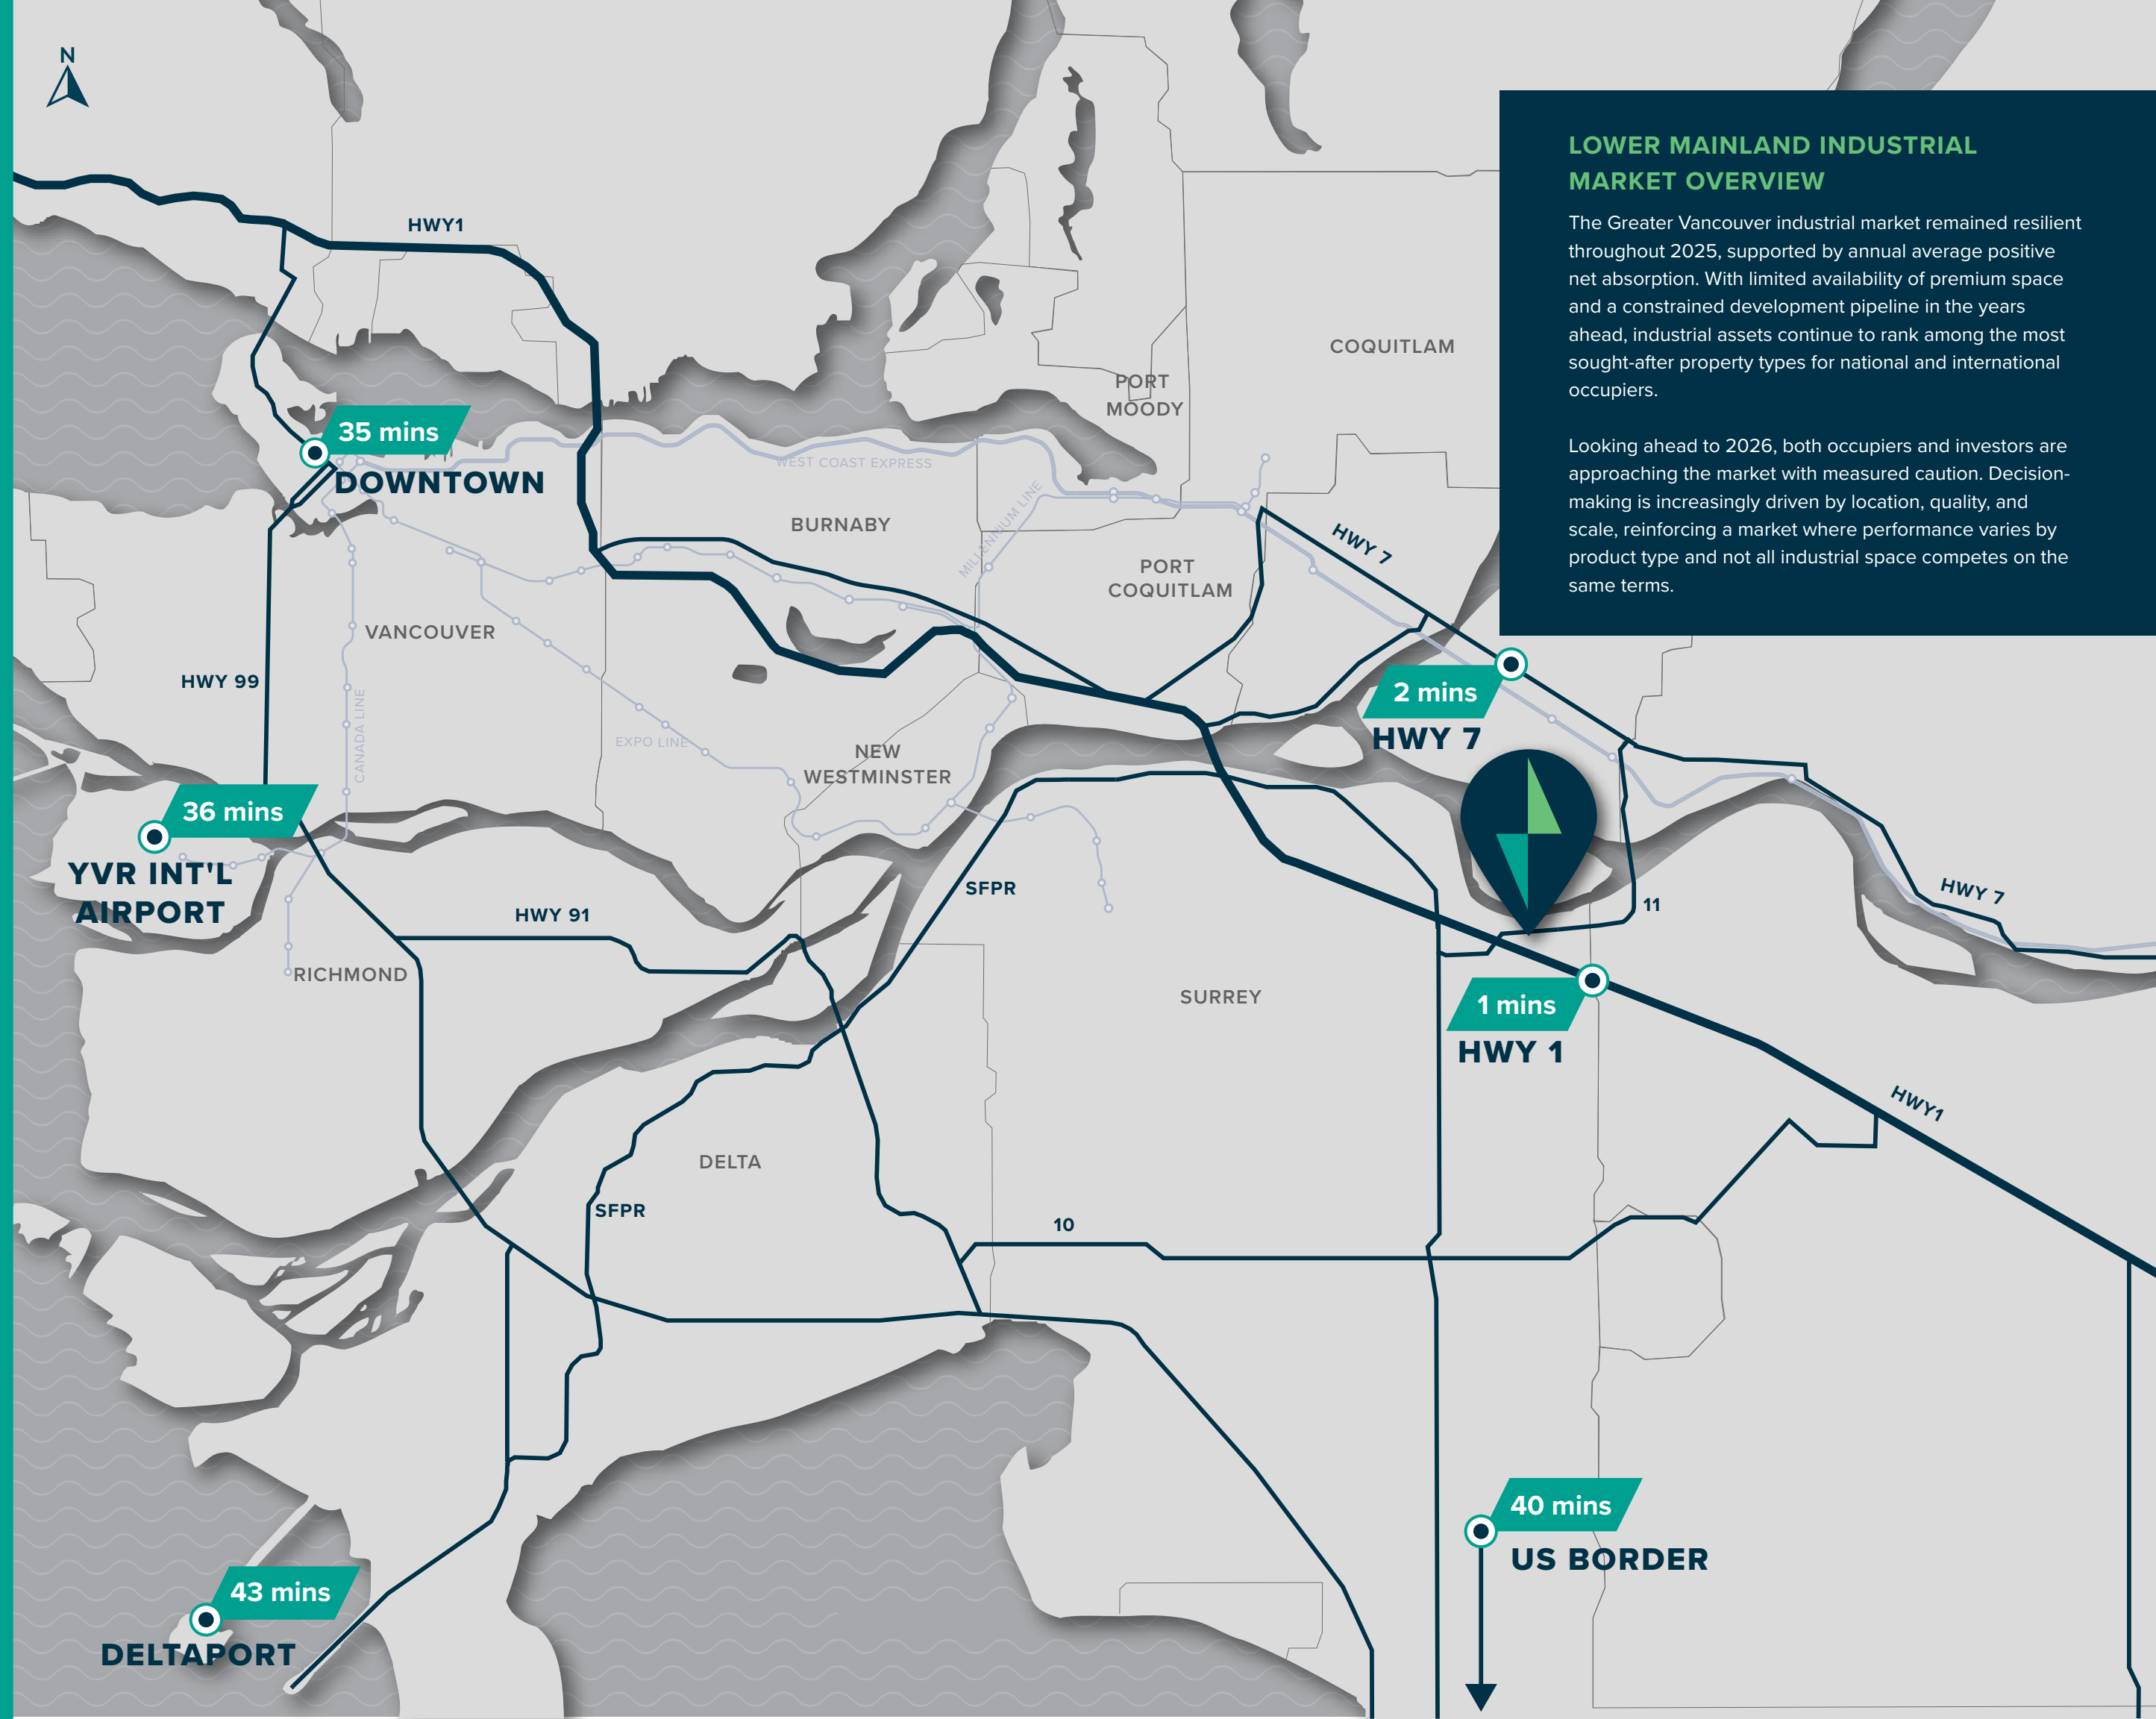 N
LOWER MAINLAND INDUSTRIAL
MARKET OVERVIEW
The Greater Vancouver industrial market remained resilient
throughout 2025, supported by annual average positive
net absorption. With limited availability of premium space
and a constrained development pipeline in the years
ahead, industrial assets continue to rank among the most
sought-after property types for national and international
occupiers.
Looking ahead to 2026, both occupiers and investors are
approaching the market with measured caution. Decision-
making is increasingly driven by location, quality, and
scale, reinforcing a market where performance varies by
product type and not all industrial space competes on the
same terms.
HWY1
COQUITLAM
PORT
MOODY
35 mins
DOWNTOWN
WEST COAST EXPRESS
MILLENNIUM LINE
BURNABY
HWY 7
PORT
COQUITLAM
VANCOUVER
HWY 99
CANADA LINE
EXPO LINE
2 mins
HWY 7
NEW
WESTMINSTER
36 mins
YVR INT'L
AIRPORT
SFPR
HWY 91
11
HWY 7
RICHMOND
SURREY
1 mins
HWY 1
HWY1
DELTA
SFPR
10
40 mins
US BORDER
43 mins
DELTAPORT